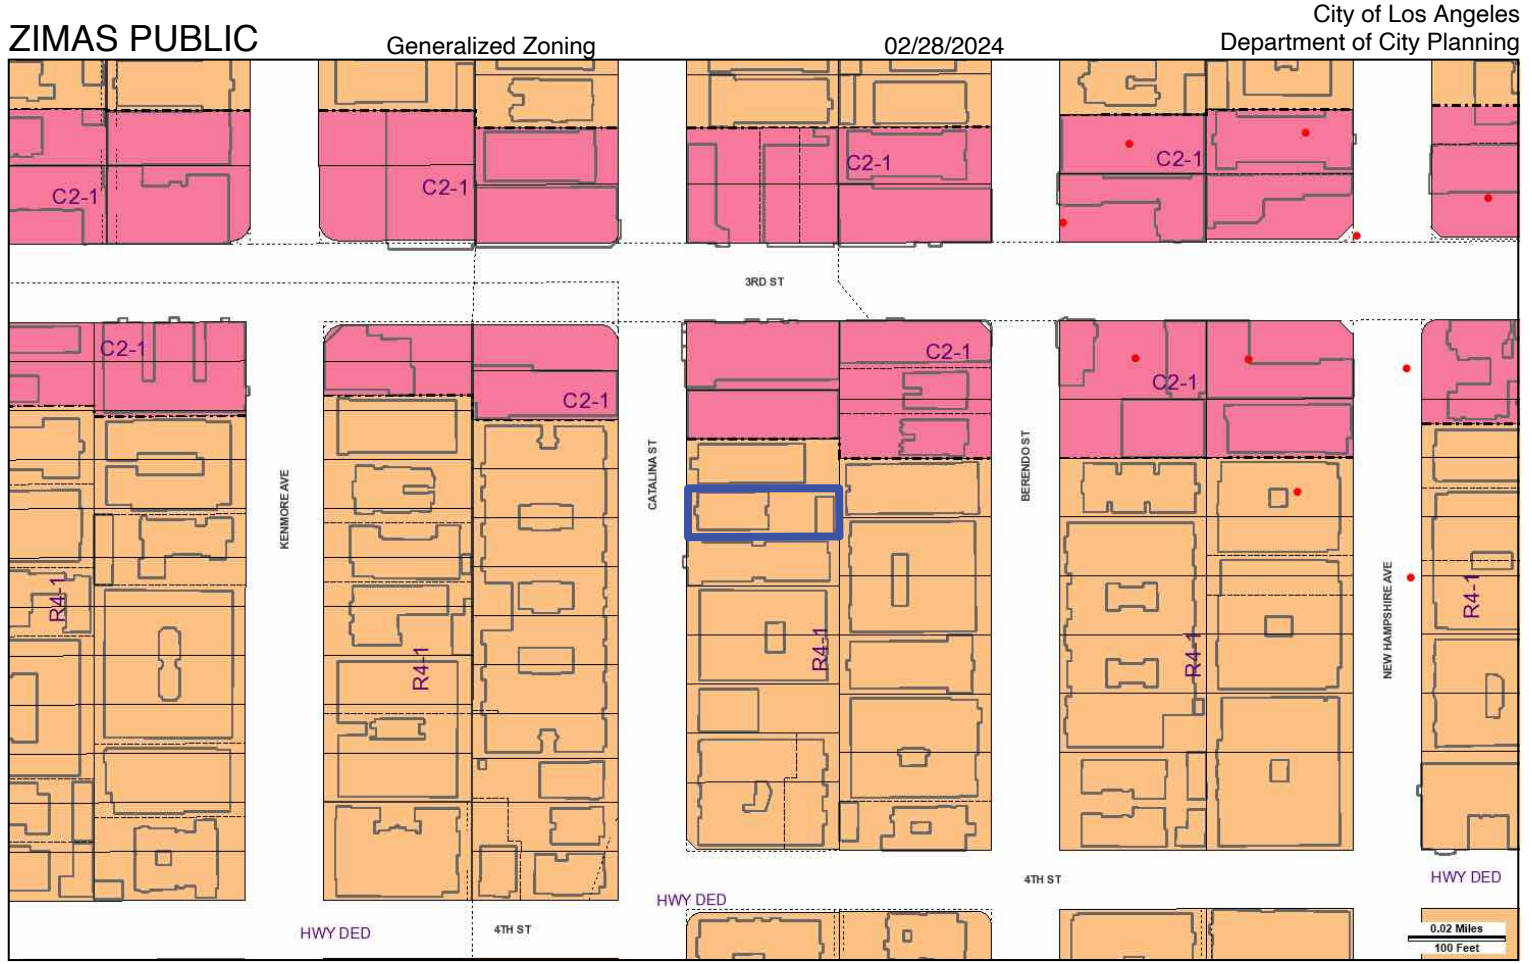 City of Los Angeles
ZIMAS PUBLIC
Generalized Zoning
02/28/2024
Department of City Planning
C2-1
C2-1
C2-1
C2-1
C2-1
3RD ST
C2-1
C2-1
C2-1
C2-1
KENMORE AVE
CATALINA ST
BERENDO ST
NEW HAMPSHIRE AVE
R4-1
R4-1
R4-1
R4-1
R4-1
4TH ST
HWY DED
HWY DED
HWY DED
4TH ST
0.02 Miles
100 Feet